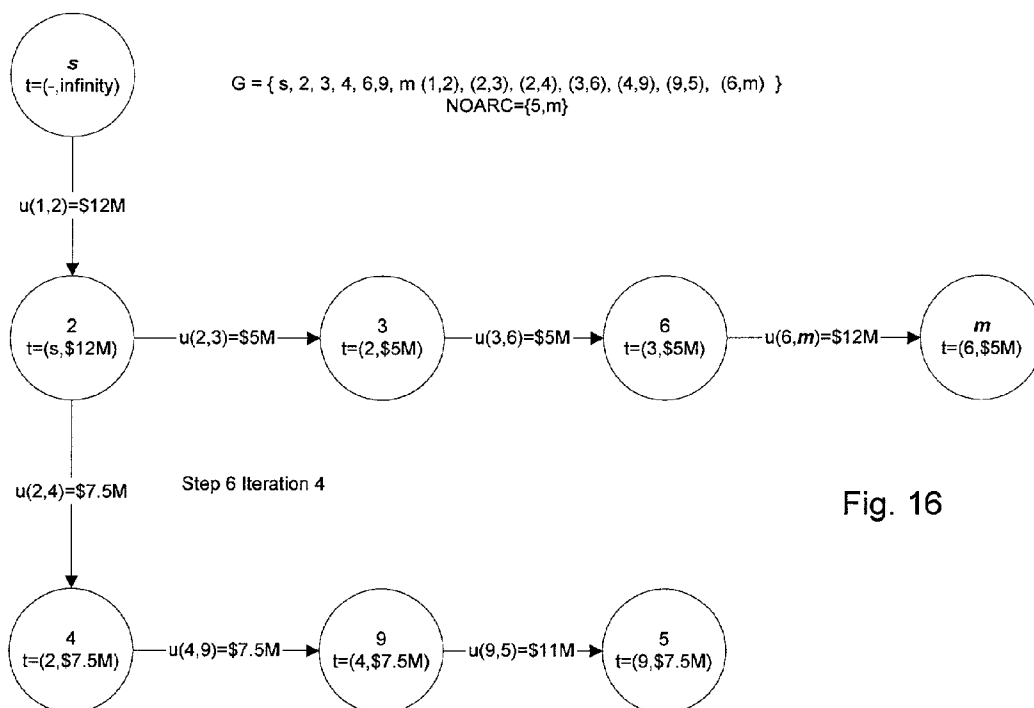 s
t=(-,infinity)
G = { s, 2, 3, 4, 6,9, m (1,2), (2,3), (2,4), (3,6), (4,9), (9,5), (6,m) }
NOARC={5,m}
u(1,2)=$12M
2
t=(s,$12M)
u(2,3)=$5M
3
t=(2,$5M)
u(3,6)=$5M
6
t=(3,$5M)
u(6,m)=$12M
m
t=(6,$5M)
u(2,4)=$7.5M
Step 6 Iteration 4
Fig. 16
4
t=(2,$7.5M)
u(4,9)=$7.5M
9
t=(4,$7.5M)
u(9,5)=$11M
5
t=(9,$7.5M)